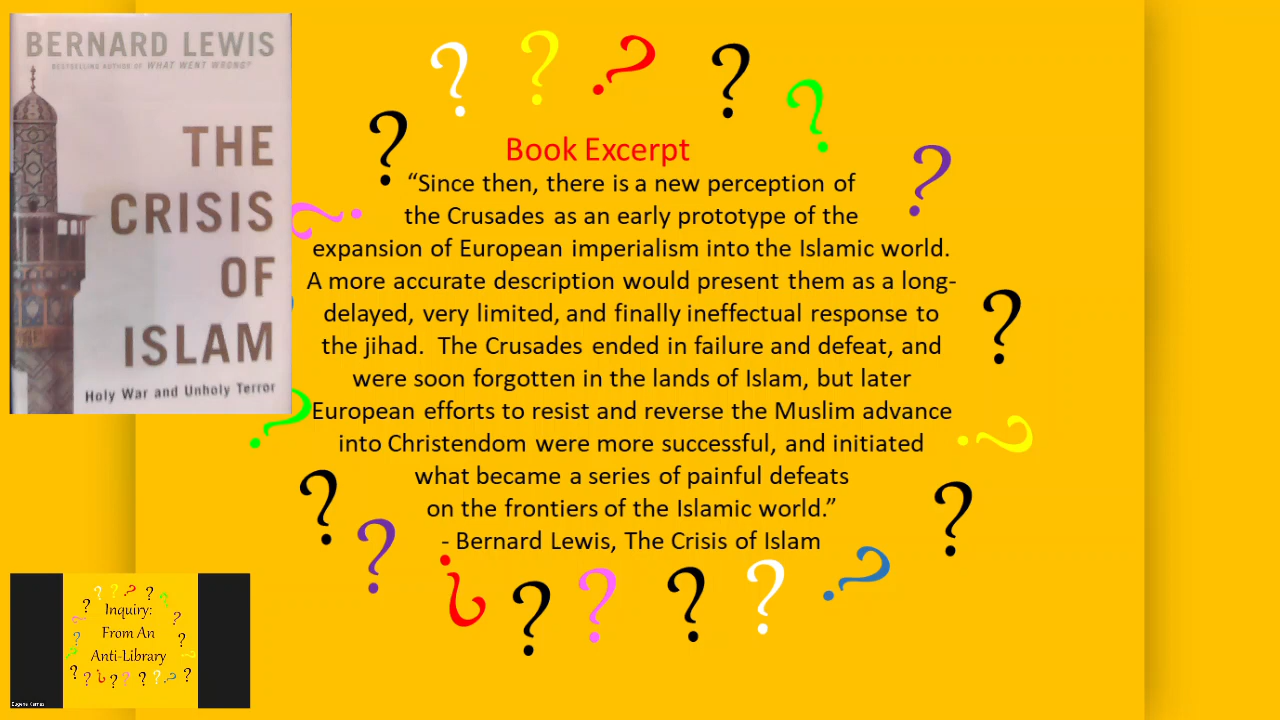 BERNARD LEWIS
BESTSELLING AUTHOR OF WHAT WENT WRONG?
THE
CRISIS
OF
ISLAM
Holy War and Unholy Terror
Book Excerpt
“Since then, there is a new perception of
the Crusades as an early prototype of the
expansion of European imperialism into the Islamic world.
A more accurate description would present them as a long-
delayed, very limited, and finally ineffectual response to
the jihad.  The Crusades ended in failure and defeat, and
were soon forgotten in the lands of Islam, but later
European efforts to resist and reverse the Muslim advance
into Christendom were more successful, and initiated
what became a series of painful defeats
on the frontiers of the Islamic world.”
- Bernard Lewis, The Crisis of Islam
Inquiry:
From An
Anti-Library